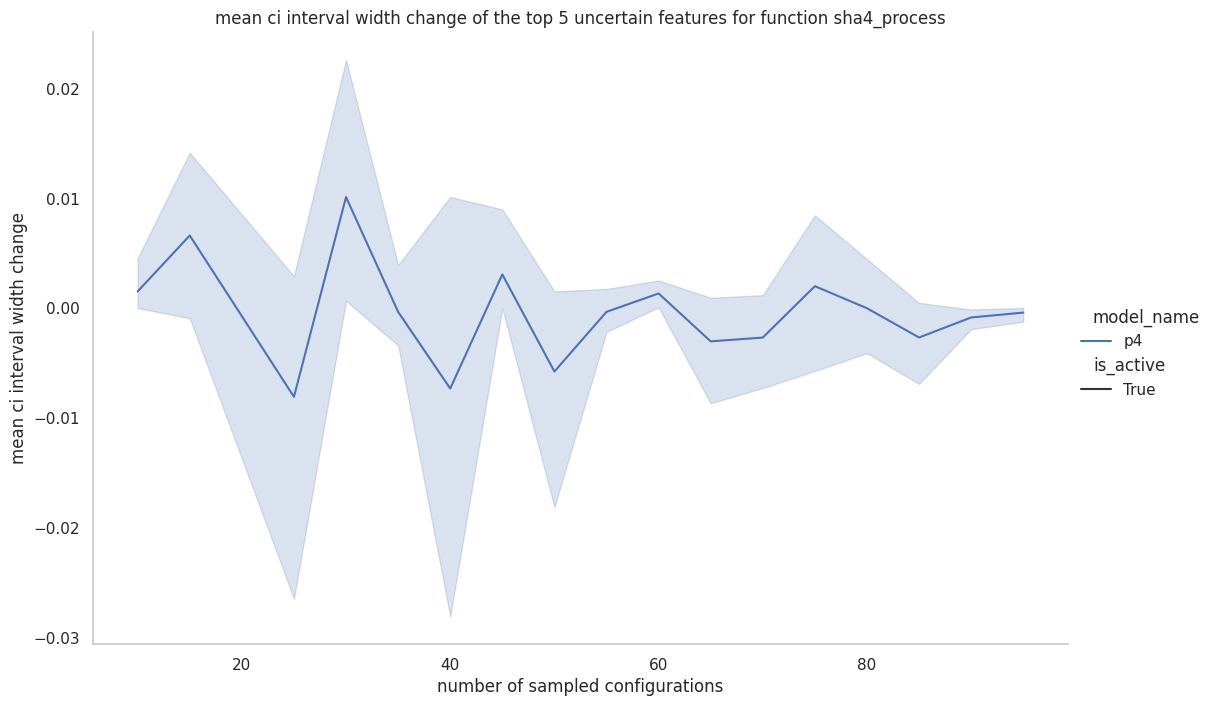 mean ci interval width change of the top 5 uncertain features for function sha4_process
mean ci interval width change
0.02
0.01
0.00
−0.01
−0.02
−0.03
20
40
60
80
number of sampled configurations
model_name
p4
is_active
True